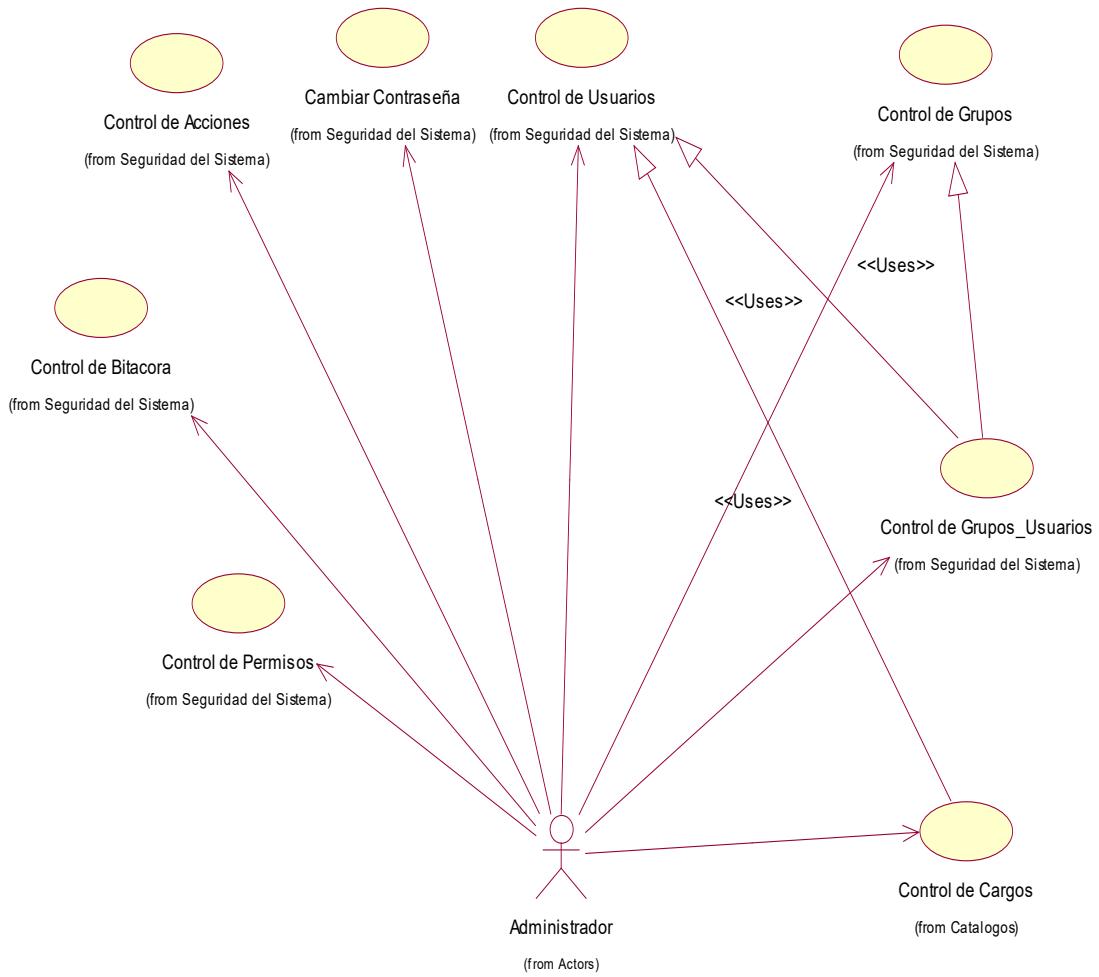 Cambiar Contraseña
(from Seguridad del Sistema)
Control de Usuarios
(from Seguridad del Sistema)
Control de Grupos
(from Seguridad del Sistema)
Control de Acciones
(from Seguridad del Sistema)
<<Uses>>
<<Uses>>
Control de Bitacora
(from Seguridad del Sistema)
<<Uses>>
Control de Grupos_Usuarios
(from Seguridad del Sistema)
Control de Permisos
(from Seguridad del Sistema)
Control de Cargos
(from Catalogos)
Administrador
(from Actors)